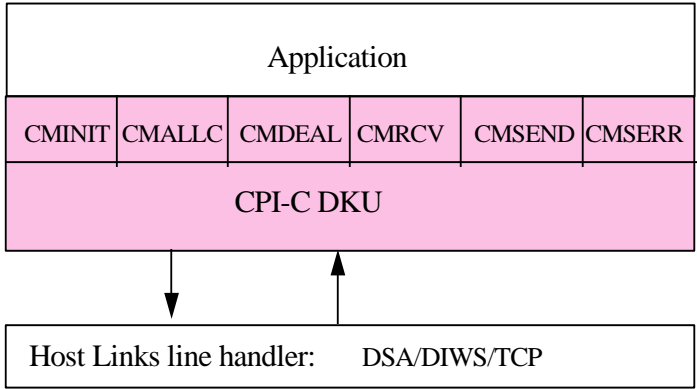 Application
CMINIT CMALLC CMDEAL CMRCV CMSEND CMSERR
CPI-C DKU
Host Links line handler: DSA/DIWS/TCP